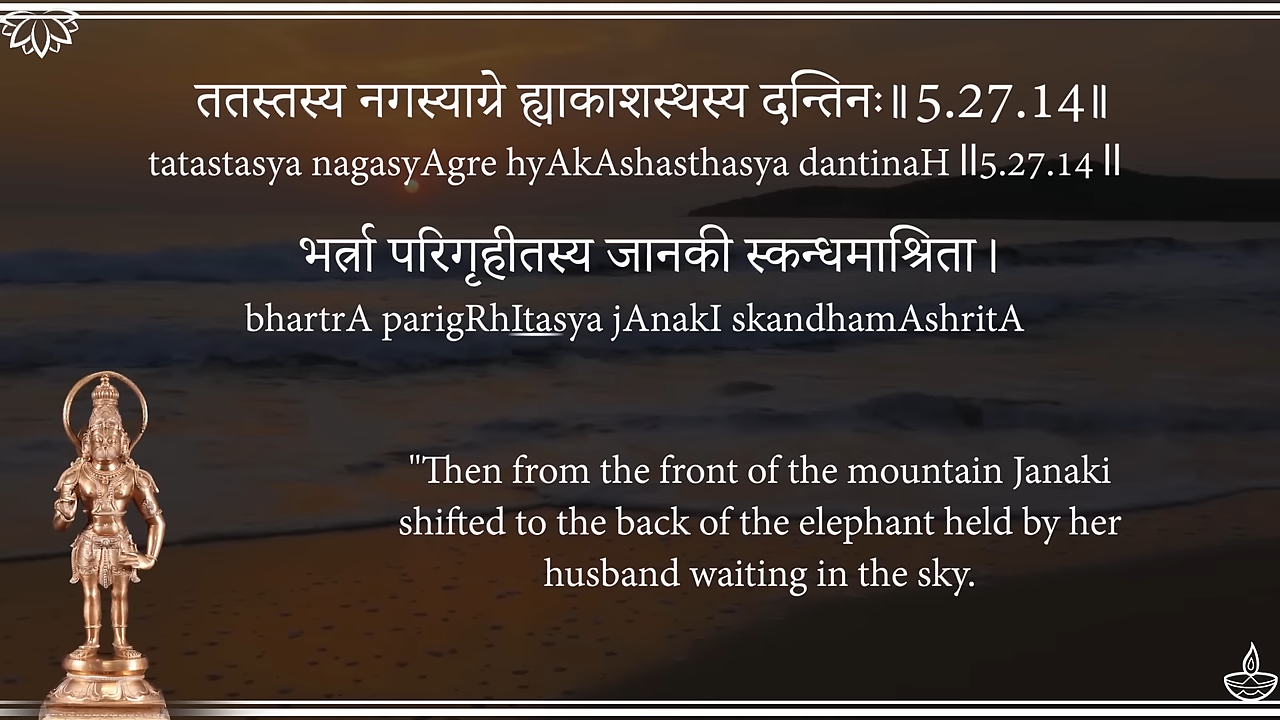 ततस्तस्य नगस्याग्रे ह्याकाशस्थस्य दन्तिनः॥5.27.14॥
tatastasya nagasyAgre hyAkAshasthasya dantinaH ||5.27.14 ||
भर्त्रा परिगृहीतस्य जानकी स्कन्धमाश्रिता।
bhartrA parigRhItasya jAnakI skandhamAshritA
"Then from the front of the mountain Janaki
shifted to the back of the elephant held by her
husband waiting in the sky.